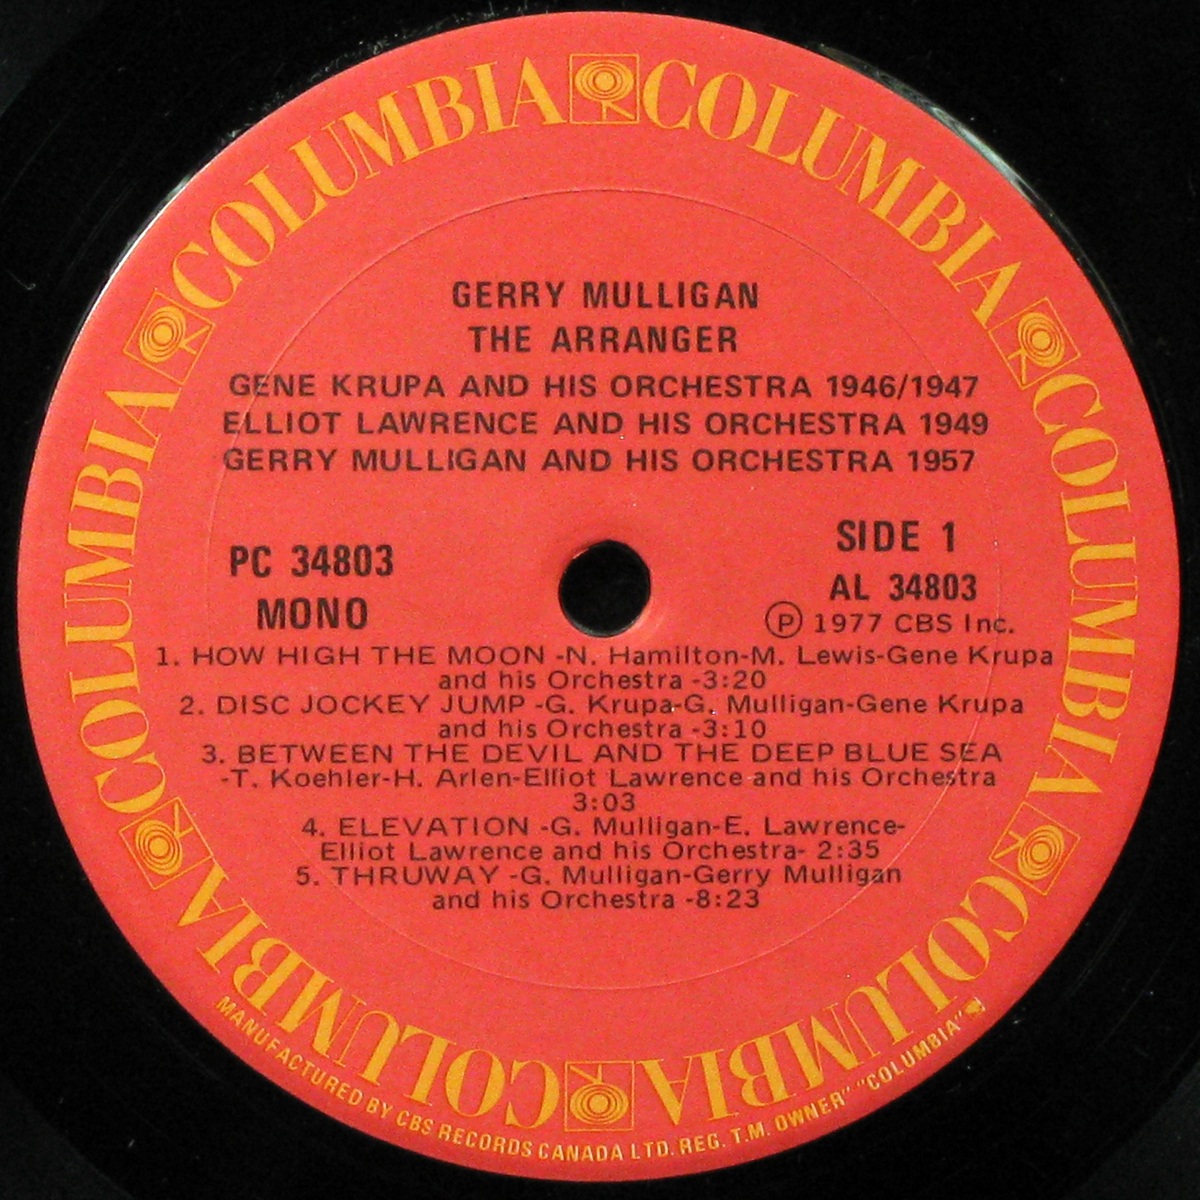 COLUMBIA COLUMBIA COLUMBIA COLUMBIA COLUMBIA COLUMBIA COLUMBIA COLUMBIA
GERRY MULLIGAN
THE ARRANGER
GENE KRUPA AND HIS ORCHESTRA 1946/1947
ELLIOT LAWRENCE AND HIS ORCHESTRA 1949
GERRY MULLIGAN AND HIS ORCHESTRA 1957
PC 34803
MONO
SIDE 1
AL 34803
Ⓟ 1977 CBS Inc.
1. HOW HIGH THE MOON -N. Hamilton-M. Lewis-Gene Krupa
and his Orchestra -3:20
2. DISC JOCKEY JUMP -G. Krupa-G. Mulligan-Gene Krupa
and his Orchestra -3:10
3. BETWEEN THE DEVIL AND THE DEEP BLUE SEA
-T. Koehler-H. Arlen-Elliot Lawrence and his Orchestra
3:03
4. ELEVATION -G. Mulligan-E. Lawrence-
Elliot Lawrence and his Orchestra- 2:35
5. THRUWAY -G. Mulligan-Gerry Mulligan
and his Orchestra -8:23
MANUFACTURED BY CBS RECORDS CANADA LTD. REG. T.M. OWNER" "COLUMBIA"